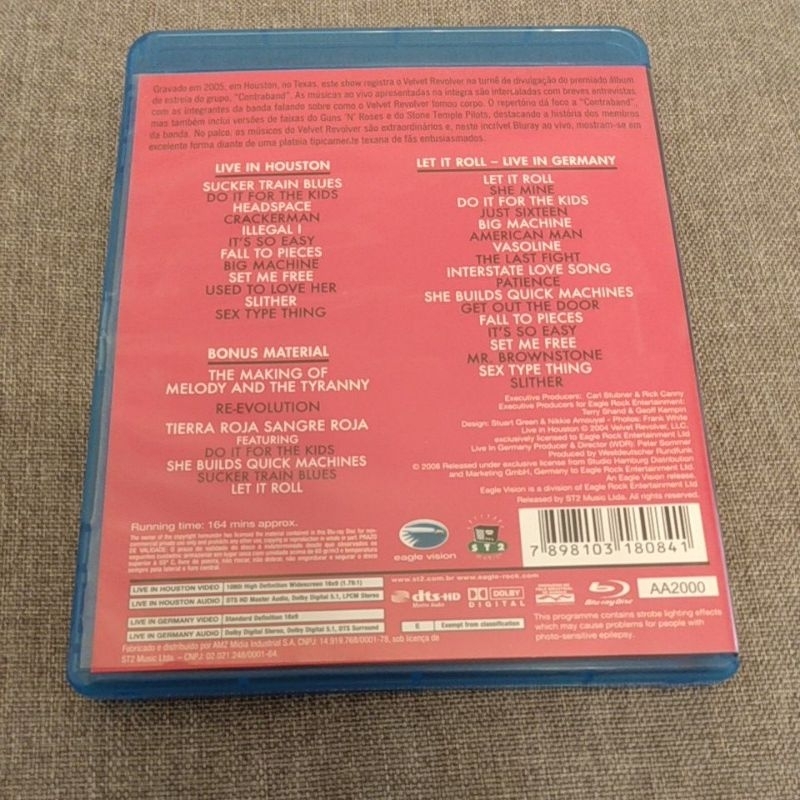 Gravado em 2005, em Houston, no Texas, este show registra o Velvet Revolver na turnê de divulgação do premiado álbum
de estreia do grupo, "Contraband". As músicas ao vivo apresentadas na íntegra são intercaladas com breves entrevistas
com os integrantes da banda falando sobre como o Velvet Revolver tomou corpo. O repertório dá foco a "Contraband",
mas também inclui versões de faixas do Guns 'N' Roses e do Stone Temple Pilots, destacando a história dos membros
da banda. No palco, os músicos do Velvet Revolver são extraordinários e, neste incrível Bluray ao vivo, mostram-se em
excelente forma diante de uma plateia tipicamente texana de fãs entusiasmados.
LIVE IN HOUSTON
SUCKER TRAIN BLUES
DO IT FOR THE KIDS
HEADSPACE
CRACKERMAN
ILLEGAL I
IT'S SO EASY
FALL TO PIECES
BIG MACHINE
SET ME FREE
USED TO LOVE HER
SLITHER
SEX TYPE THING
BONUS MATERIAL
THE MAKING OF
MELODY AND THE TYRANNY
RE-EVOLUTION
TIERRA ROJA SANGRE ROJA
FEATURING
DO IT FOR THE KIDS
SHE BUILDS QUICK MACHINES
SUCKER TRAIN BLUES
LET IT ROLL
LET IT ROLL – LIVE IN GERMANY
LET IT ROLL
SHE MINE
DO IT FOR THE KIDS
JUST SIXTEEN
BIG MACHINE
AMERICAN MAN
VASOLINE
THE LAST FIGHT
INTERSTATE LOVE SONG
PATIENCE
SHE BUILDS QUICK MACHINES
GET OUT THE DOOR
FALL TO PIECES
IT'S SO EASY
SET ME FREE
MR. BROWNSTONE
SEX TYPE THING
SLITHER
Executive Producers: Carl Stubner & Rick Canny
Executive Producers for Eagle Rock Entertainment:
Terry Shand & Geoff Kempin
Design: Stuart Green & Nikkie Amouyal - Photos: Frank White
Live in Houston © 2004 Velvet Revolver, LLC.
exclusively licensed to Eagle Rock Entertainment Ltd
Live In Germany Producer & Director (WDR): Peter Sommer
Produced by Westdeutscher Rundfunk
© 2008 Released under exclusive license from Studio Hamburg Distribution
and Marketing GmbH, Germany to Eagle Rock Entertainment Ltd.
An Eagle Vision release.
Eagle Vision is a division of Eagle Rock Entertainment Ltd
Released by ST2 Music Ltda. All rights reserved.
Running time: 164 mins approx.
eagle vision
ST2
MUSIC
7 898103 180841
LIVE IN HOUSTON VIDEO 1080i High Definition Widescreen 16x9 (1.78:1)
LIVE IN HOUSTON AUDIO DTS HD Master Audio, Dolby Digital 5.1, LPCM Stereo
LIVE IN GERMANY VIDEO Standard Definition 16x9
LIVE IN GERMANY AUDIO Dolby Digital Stereo, Dolby Digital 5.1, DTS Surround
www.st2.com.br www.eagle-rock.com
dts-HD
Master Audio
DOLBY
DIGITAL
Blu-ray Disc
AA2000
E Exempt from classification
This programme contains strobe lighting effects
which may cause problems for people with
photo-sensitive epilepsy.
Fabricado e distribuído por AMZ Mídia Industrial S.A. CNPJ: 14.919.768/0001-78, sob licença de
ST2 Music Ltda. – CNPJ: 02.021.248/0001-64